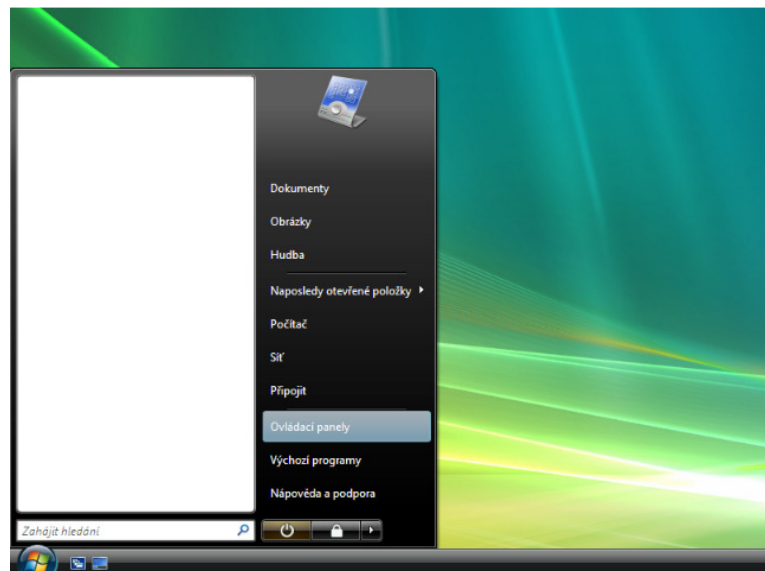 Dokumenty
Obrázky
Hudba
Naposledy otevřené položky
Počítač
Síť
Připojit
Ovládací panely
Výchozí programy
Nápověda a podpora
Zahájit hledání